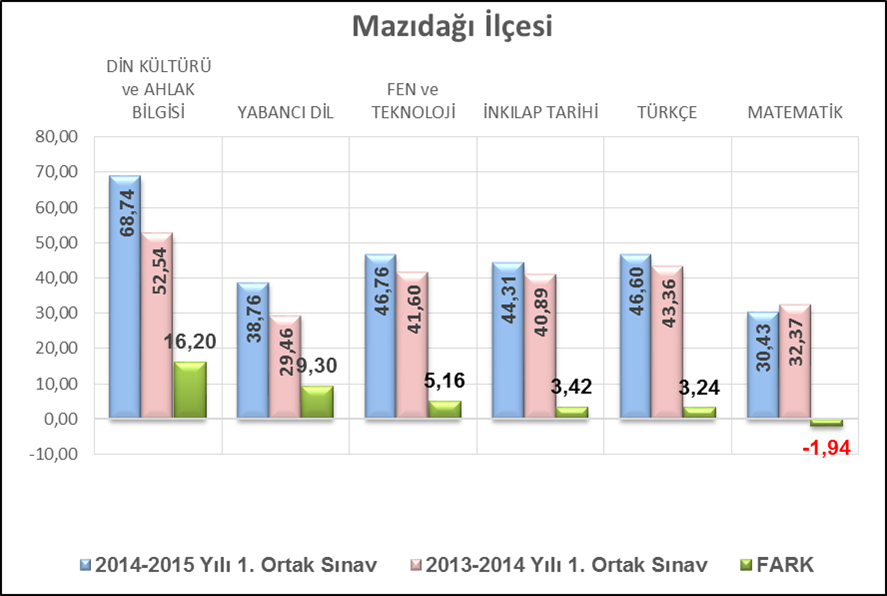 Mazıdağı İlçesi
DİN KÜLTÜRÜ
ve AHLAK
BİLGİSİ
YABANCI DİL
FEN ve
TEKNOLOJİ
İNKILAP TARİHİ
TÜRKÇE
MATEMATİK
80,00
70,00
60,00
50,00
40,00
30,00
20,00
10,00
0,00
-10,00
68,74
52,54
16,20
38,76
29,46
9,30
46,76
41,60
5,16
44,31
40,89
3,42
46,60
43,36
3,24
30,43
32,37
-1,94
2014-2015 Yılı 1. Ortak Sınav
2013-2014 Yılı 1. Ortak Sınav
FARK